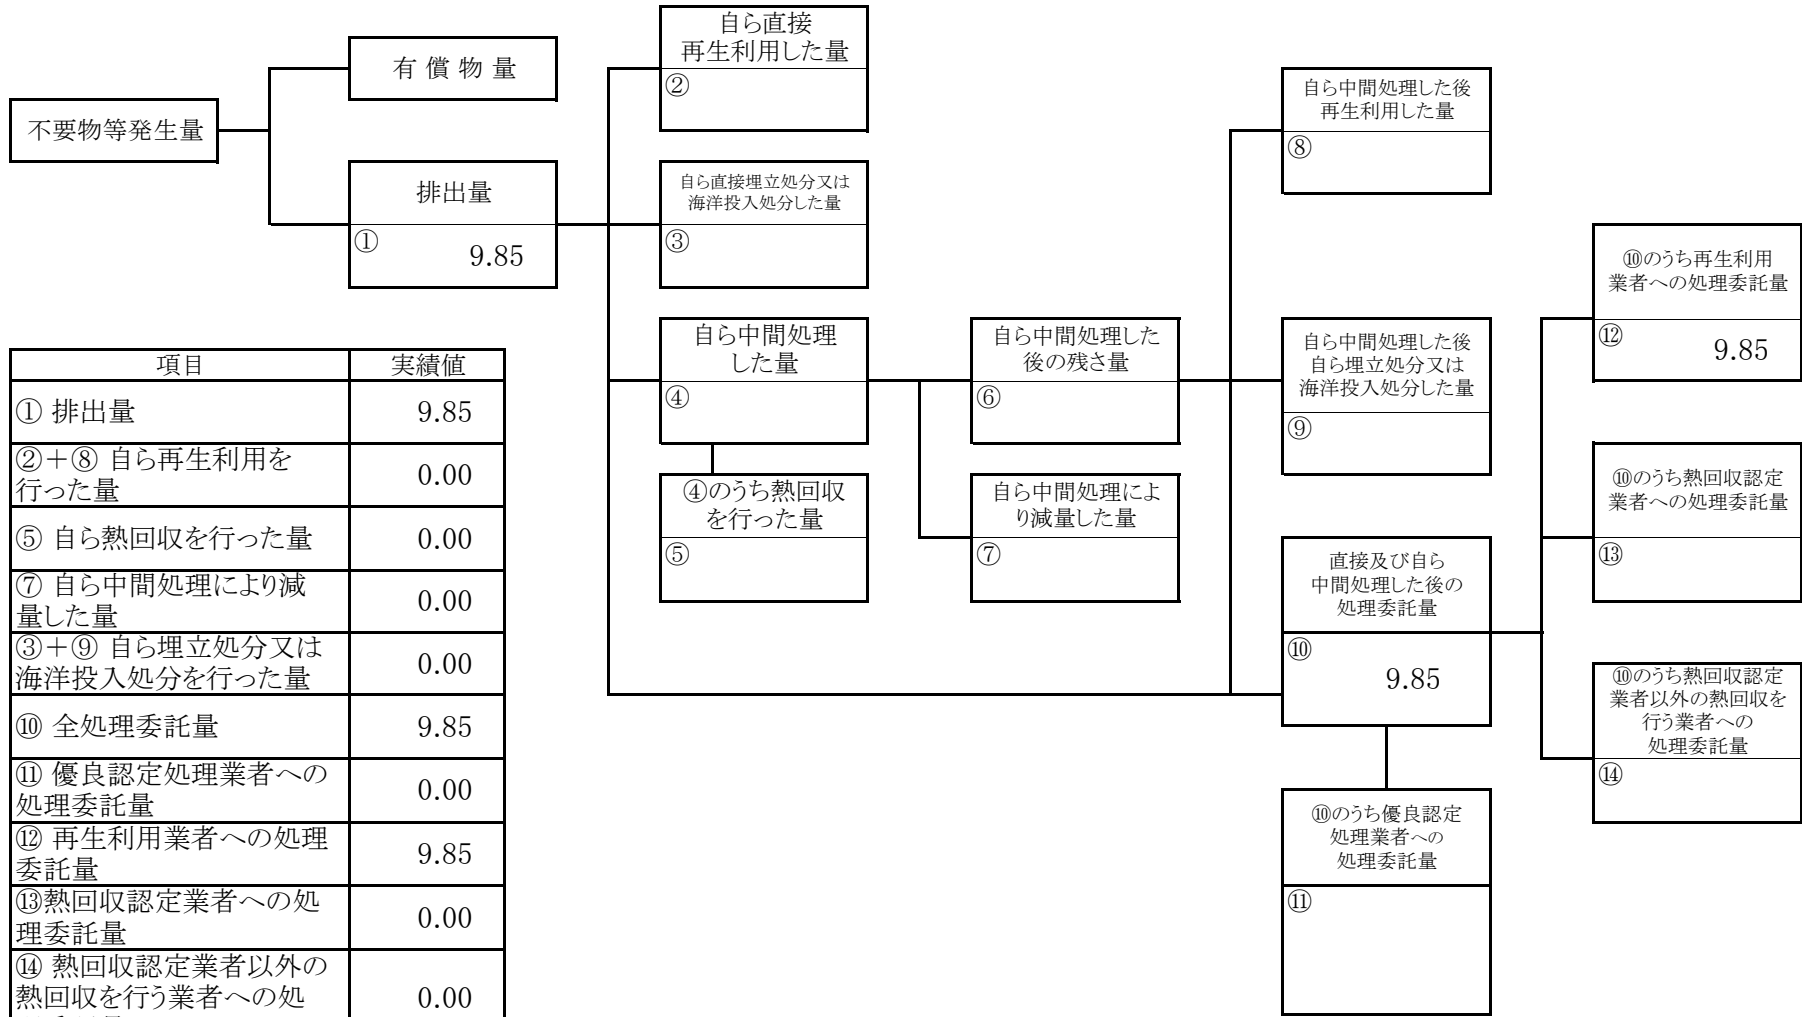 不要物等発生量
有 償 物 量
排出量
①
9.85
自ら直接
再生利用した量
②
自ら直接埋立処分又は
海洋投入処分した量
③
自ら中間処理
した量
④
④のうち熱回収
を行った量
⑤
自ら中間処理した
後の残さ量
⑥
自ら中間処理によ
り減量した量
⑦
自ら中間処理した後
再生利用した量
⑧
自ら中間処理した後
自ら埋立処分又は
海洋投入処分した量
⑨
直接及び自ら
中間処理した後の
処理委託量
⑩
9.85
⑩のうち優良認定
処理業者への
処理委託量
⑪
⑩のうち再生利用
業者への処理委託量
⑫
9.85
⑩のうち熱回収認定
業者への処理委託量
⑬
⑩のうち熱回収認定
業者以外の熱回収を
行う業者への
処理委託量
⑭
項目 実績値
① 排出量 9.85
②+⑧ 自ら再生利用を
行った量 0.00
⑤ 自ら熱回収を行った量 0.00
⑦ 自ら中間処理により減
量した量 0.00
③+⑨ 自ら埋立処分又は
海洋投入処分を行った量 0.00
⑩ 全処理委託量 9.85
⑪ 優良認定処理業者への
処理委託量 0.00
⑫ 再生利用業者への処理
委託量 9.85
⑬熱回収認定業者への処
理委託量 0.00
⑭ 熱回収認定業者以外の
熱回収を行う業者への処 0.00